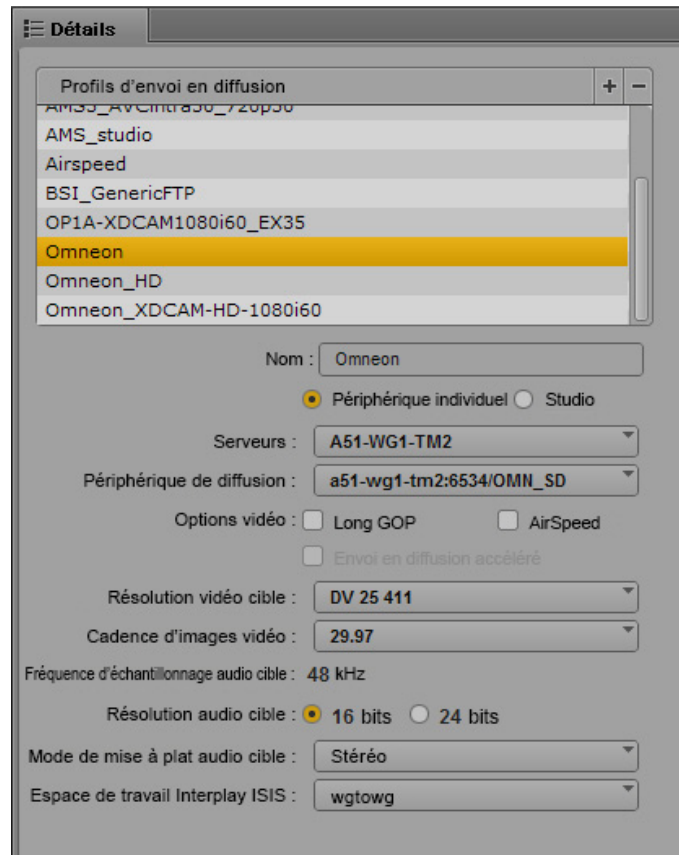 Détails
Profils d'envoi en diffusion
AMS_studio
Airspeed
BSI_GenericFTP
OP1A-XDCAM1080i60_EX35
Omneon
Omneon_HD
Omneon_XDCAM-HD-1080i60
Nom : Omneon
Périphérique individuel Studio
Serveurs : A51-WG1-TM2
Périphérique de diffusion : a51-wg1-tm2:6534/OMN_SD
Options vidéo : Long GOP AirSpeed
Envoi en diffusion accéléré
Résolution vidéo cible : DV 25 411
Cadence d'images vidéo : 29.97
Fréquence d'échantillonnage audio cible : 48 kHz
Résolution audio cible : 16 bits 24 bits
Mode de mise à plat audio cible : Stéréo
Espace de travail Interplay ISIS : wgtowg